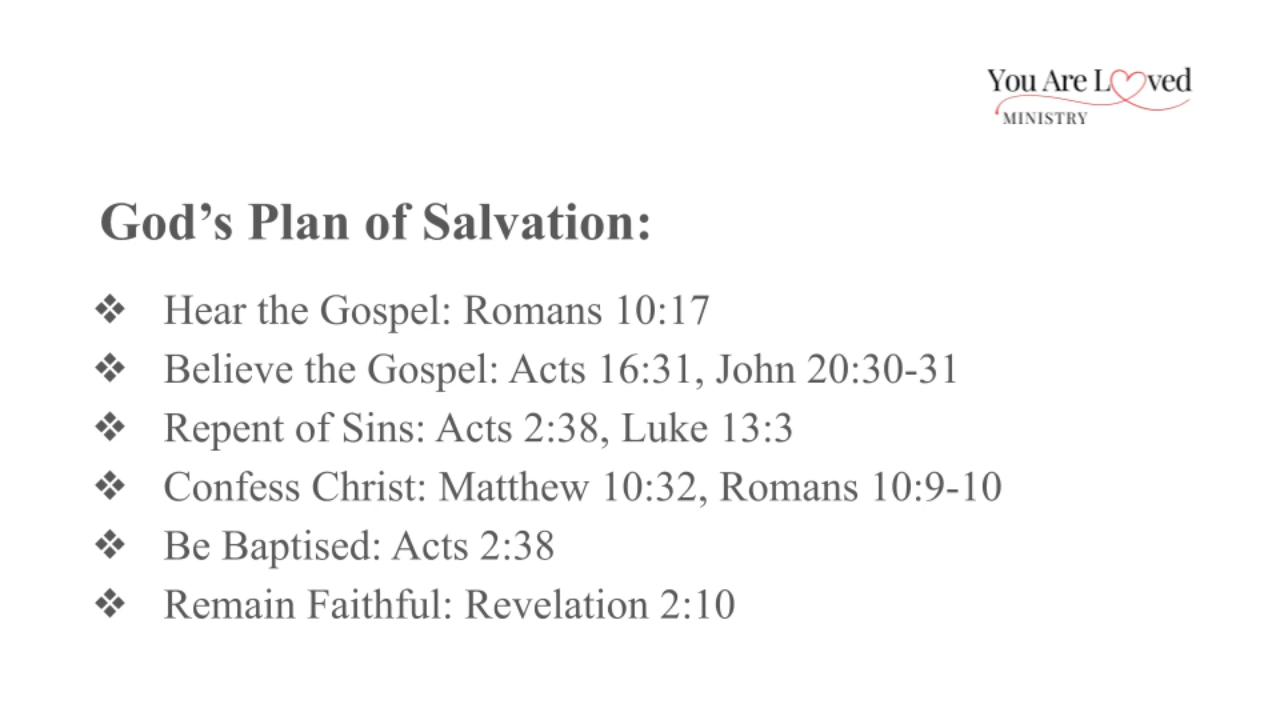 You Are Loved
MINISTRY
God’s Plan of Salvation:
❖ Hear the Gospel: Romans 10:17
❖ Believe the Gospel: Acts 16:31, John 20:30-31
❖ Repent of Sins: Acts 2:38, Luke 13:3
❖ Confess Christ: Matthew 10:32, Romans 10:9-10
❖ Be Baptised: Acts 2:38
❖ Remain Faithful: Revelation 2:10